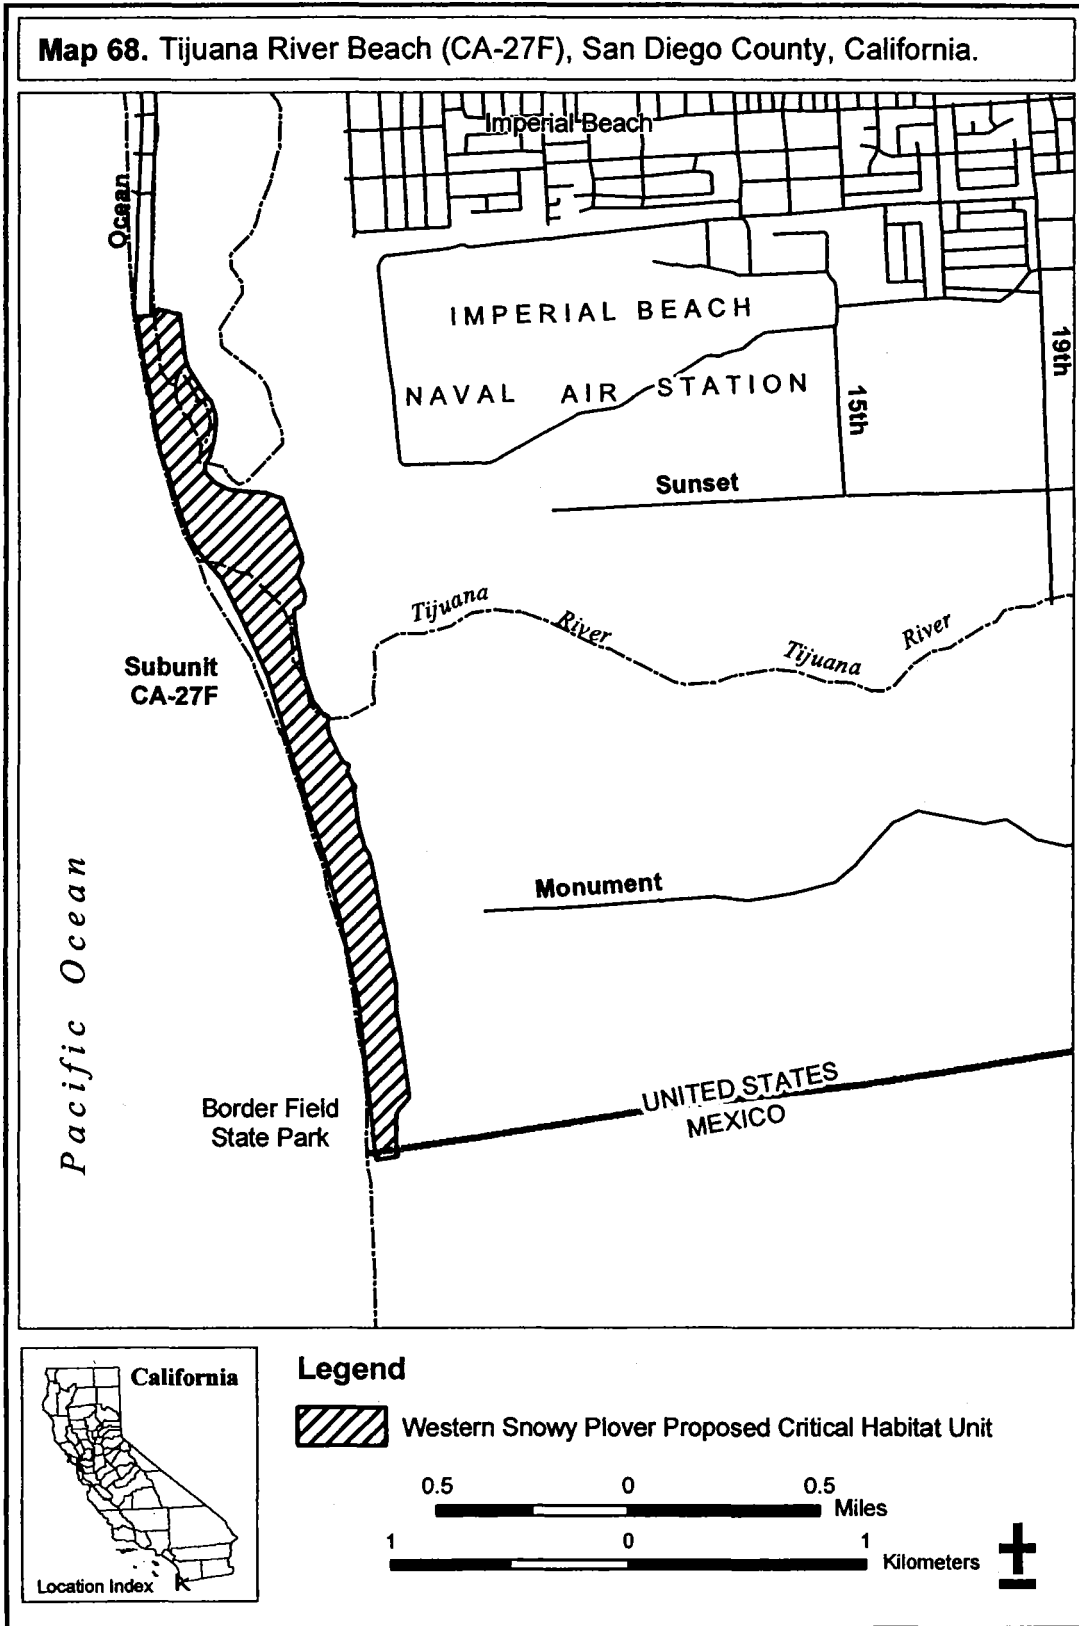 Map 68. Tijuana River Beach (CA-27F), San Diego County, California.
Imperial Beach
Ocean
IMPERIAL BEACH
NAVAL AIR STATION
19th
15th
Sunset
Tijuana
River
Tijuana
River
Subunit
CA-27F
Monument
Pacific Ocean
UNITED STATES
MEXICO
Border Field
State Park
California
Location Index
Legend
Western Snowy Plover Proposed Critical Habitat Unit
0.5 0 0.5
Miles
1 0 1
Kilometers